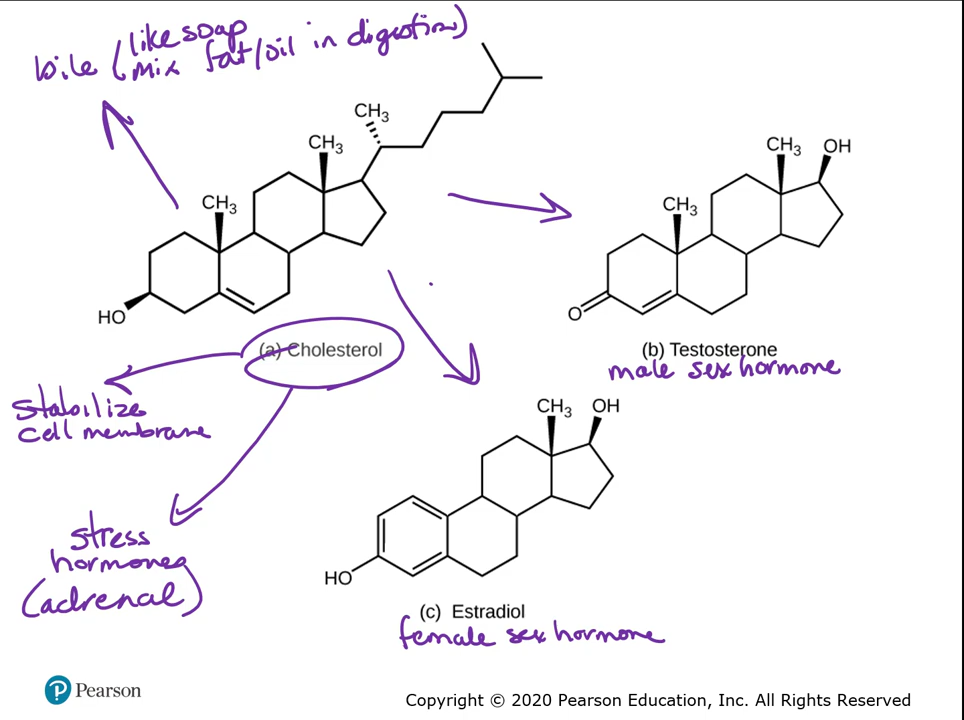 like soap
bile (mix fat/oil in digestion)
CH3
CH3
CH3
HO
(a) Cholesterol
CH3
OH
CH3
O
(b) Testosterone
male sex hormone
stabilize
cell membrane
stress
hormones
(adrenal)
CH3
OH
HO
(c) Estradiol
female sex hormone
P Pearson
Copyright © 2020 Pearson Education, Inc. All Rights Reserved